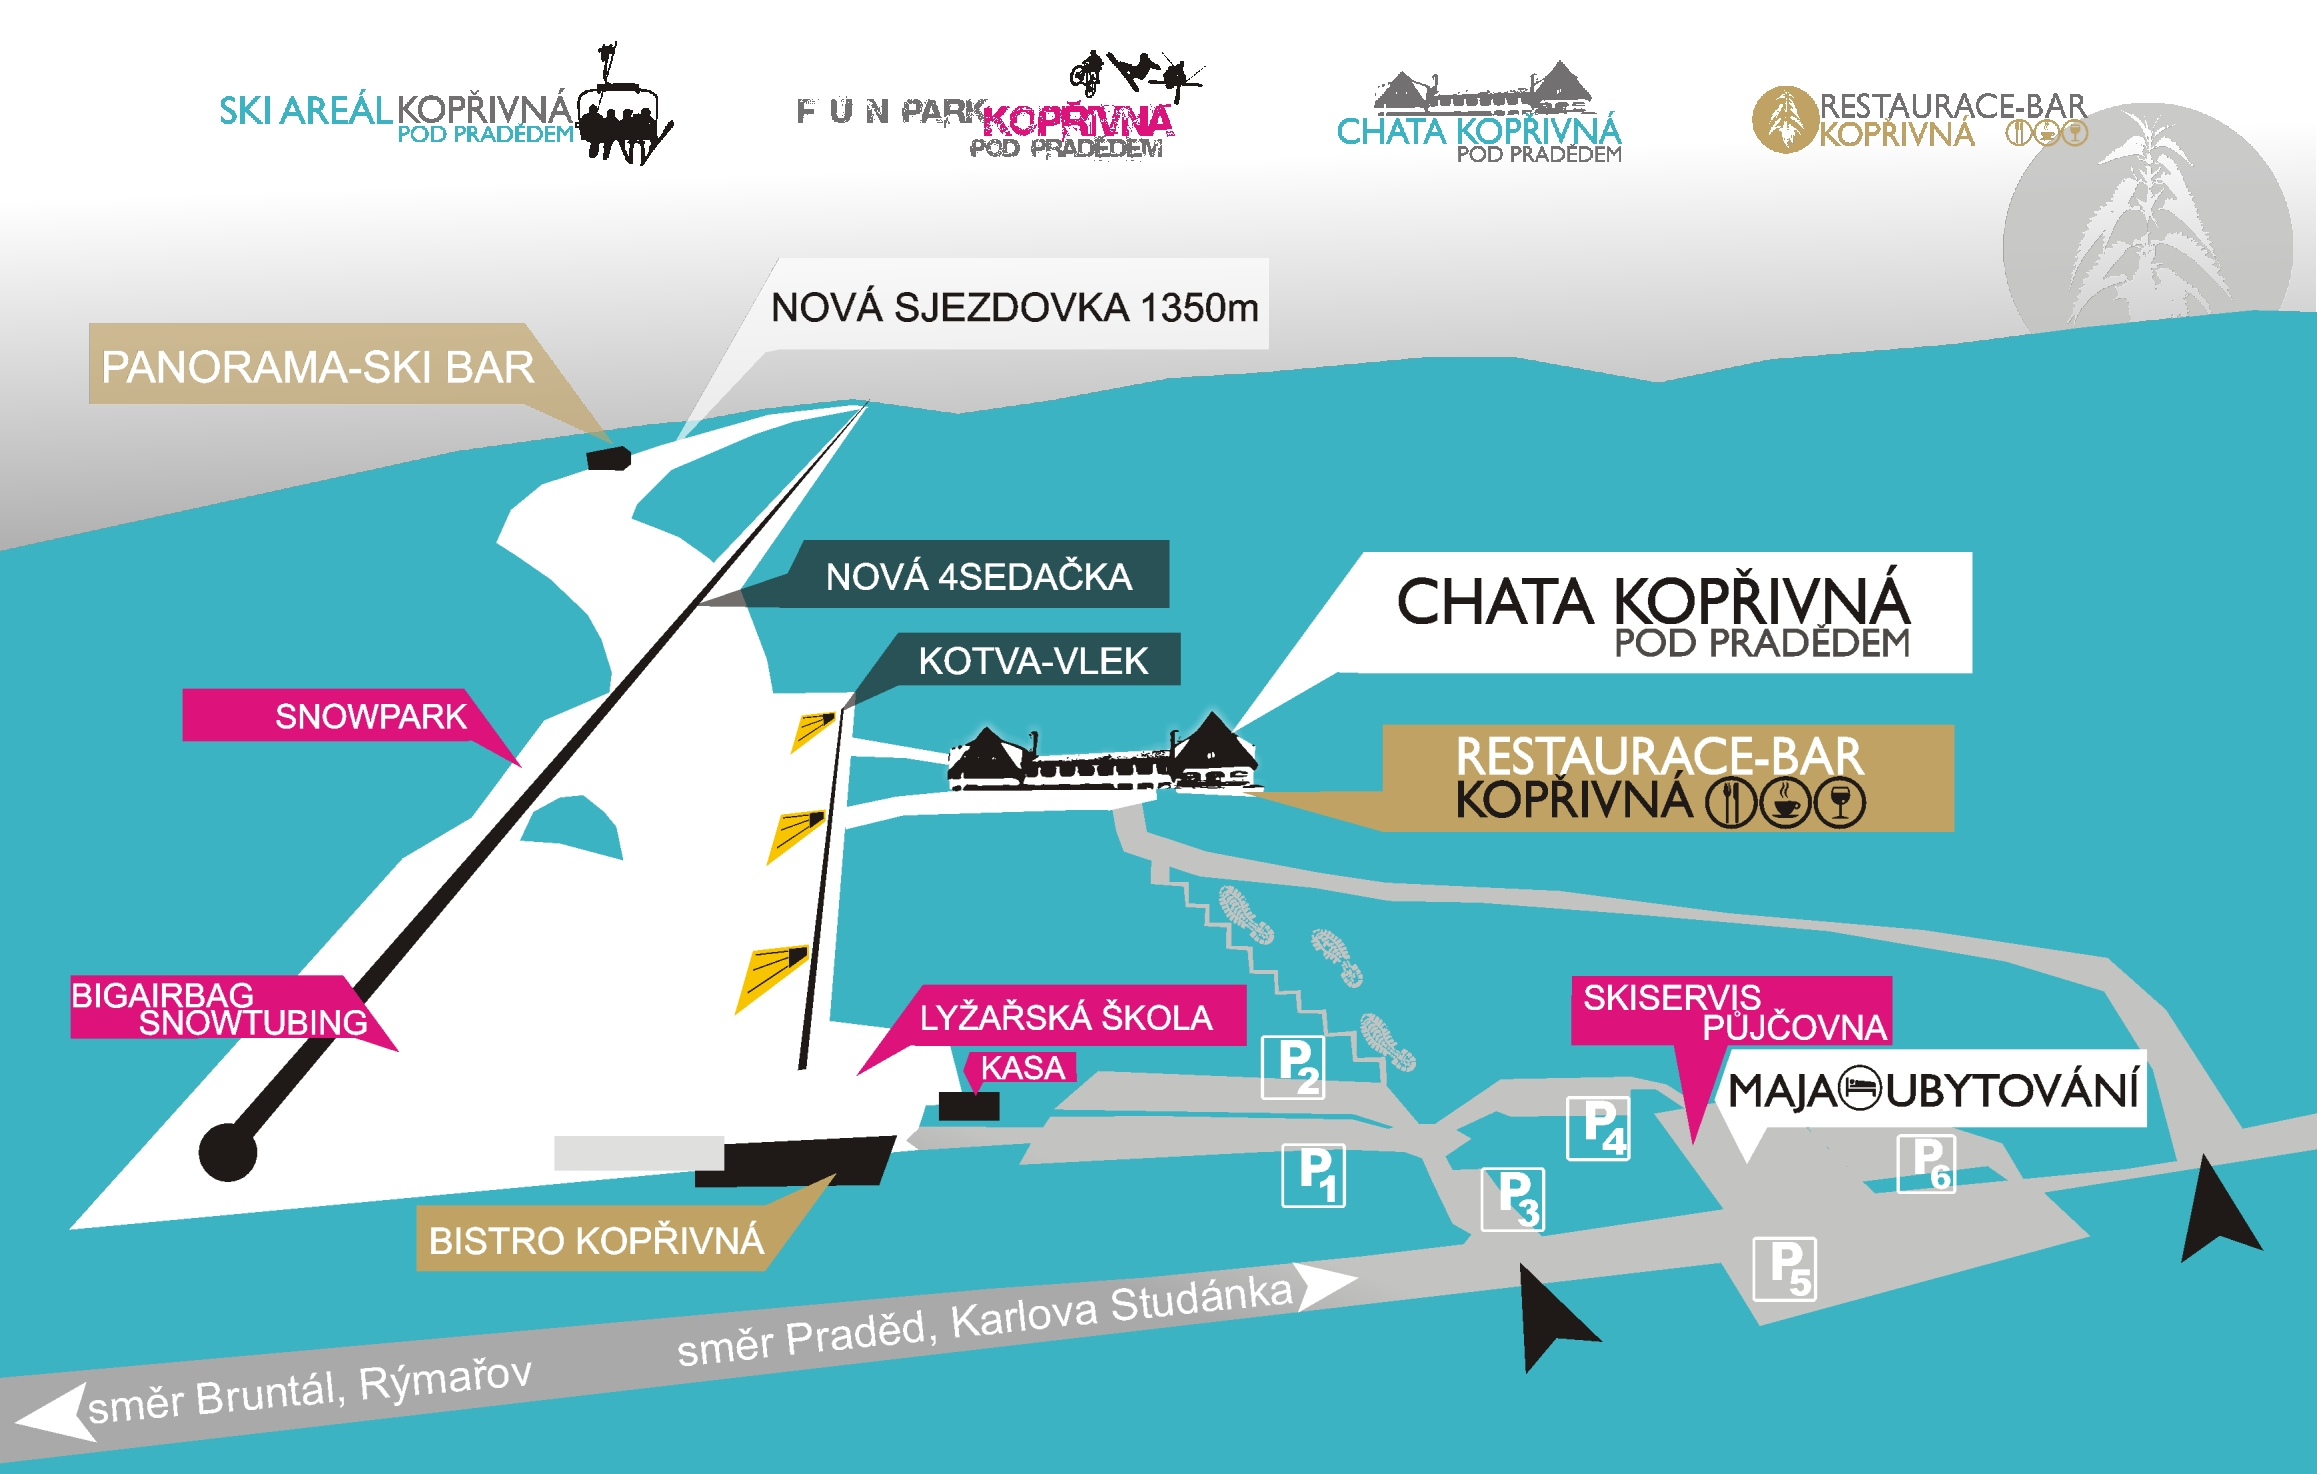 SKI AREÁL KOPŘIVNÁ
POD PRADĚDEM
FUN PARK
KOPŘIVNÁ
POD PRADĚDEM
CHATA KOPŘIVNÁ
POD PRADĚDEM
RESTAURACE-BAR
KOPŘIVNÁ
NOVÁ SJEZDOVKA 1350m
PANORAMA-SKI BAR
NOVÁ 4SEDAČKA
CHATA KOPŘIVNÁ
POD PRADĚDEM
KOTVA-VLEK
SNOWPARK
RESTAURACE-BAR
KOPŘIVNÁ
BIGAIRBAG
SNOWTUBING
LYŽAŘSKÁ ŠKOLA
KASA
SKISERVIS
PŮJČOVNA
MAJA UBYTOVÁNÍ
P2
P4
P1
P3
P6
P5
BISTRO KOPŘIVNÁ
směr Praděd, Karlova Studánka
směr Bruntál, Rýmařov